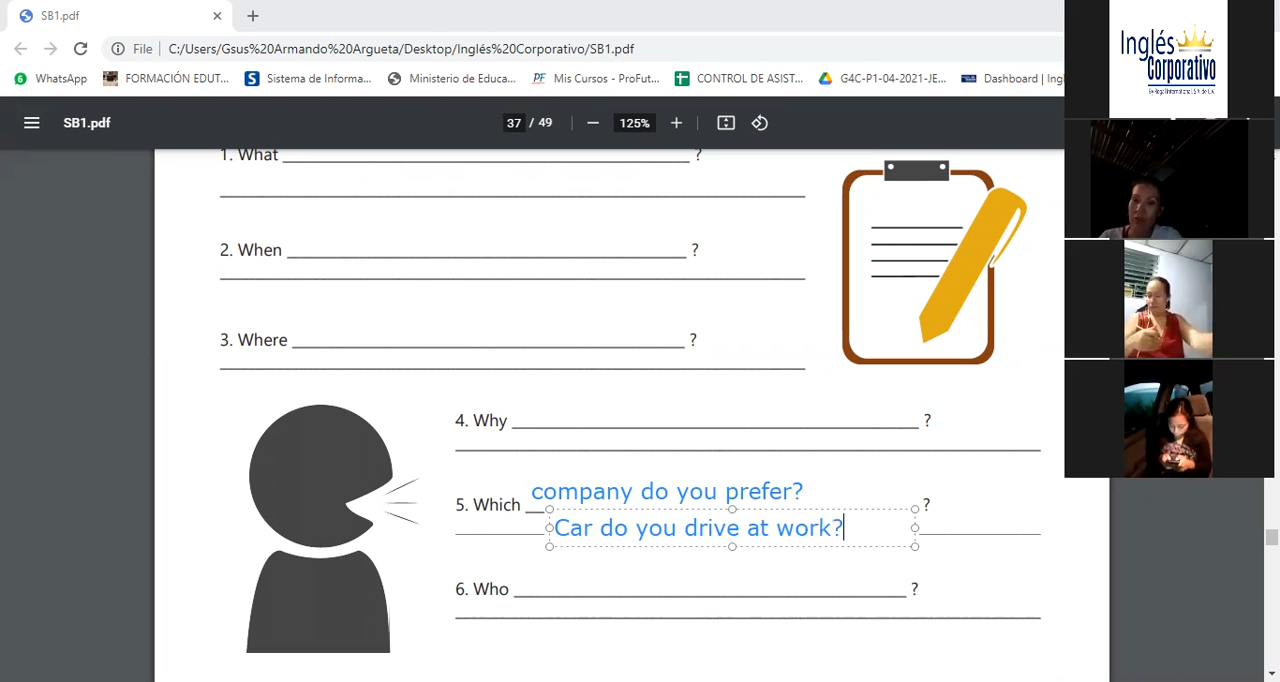 SB1.pdf
File C:/Users/Gsus%20Armando%20Argueta/Desktop/Inglés%20Corporativo/SB1.pdf
WhatsApp FORMACIÓN EDUT... Sistema de Informa... Ministerio de Educa... Mis Cursos - ProFut... CONTROL DE ASIST... G4C-P1-04-2021-JE... Dashboard | Ingl
SB1.pdf 37 / 49 125%
Inglés
Corporativo
1. What ?
2. When ?
3. Where ?
4. Why ?
company do you prefer?
5. Which ?
Car do you drive at work?
6. Who ?